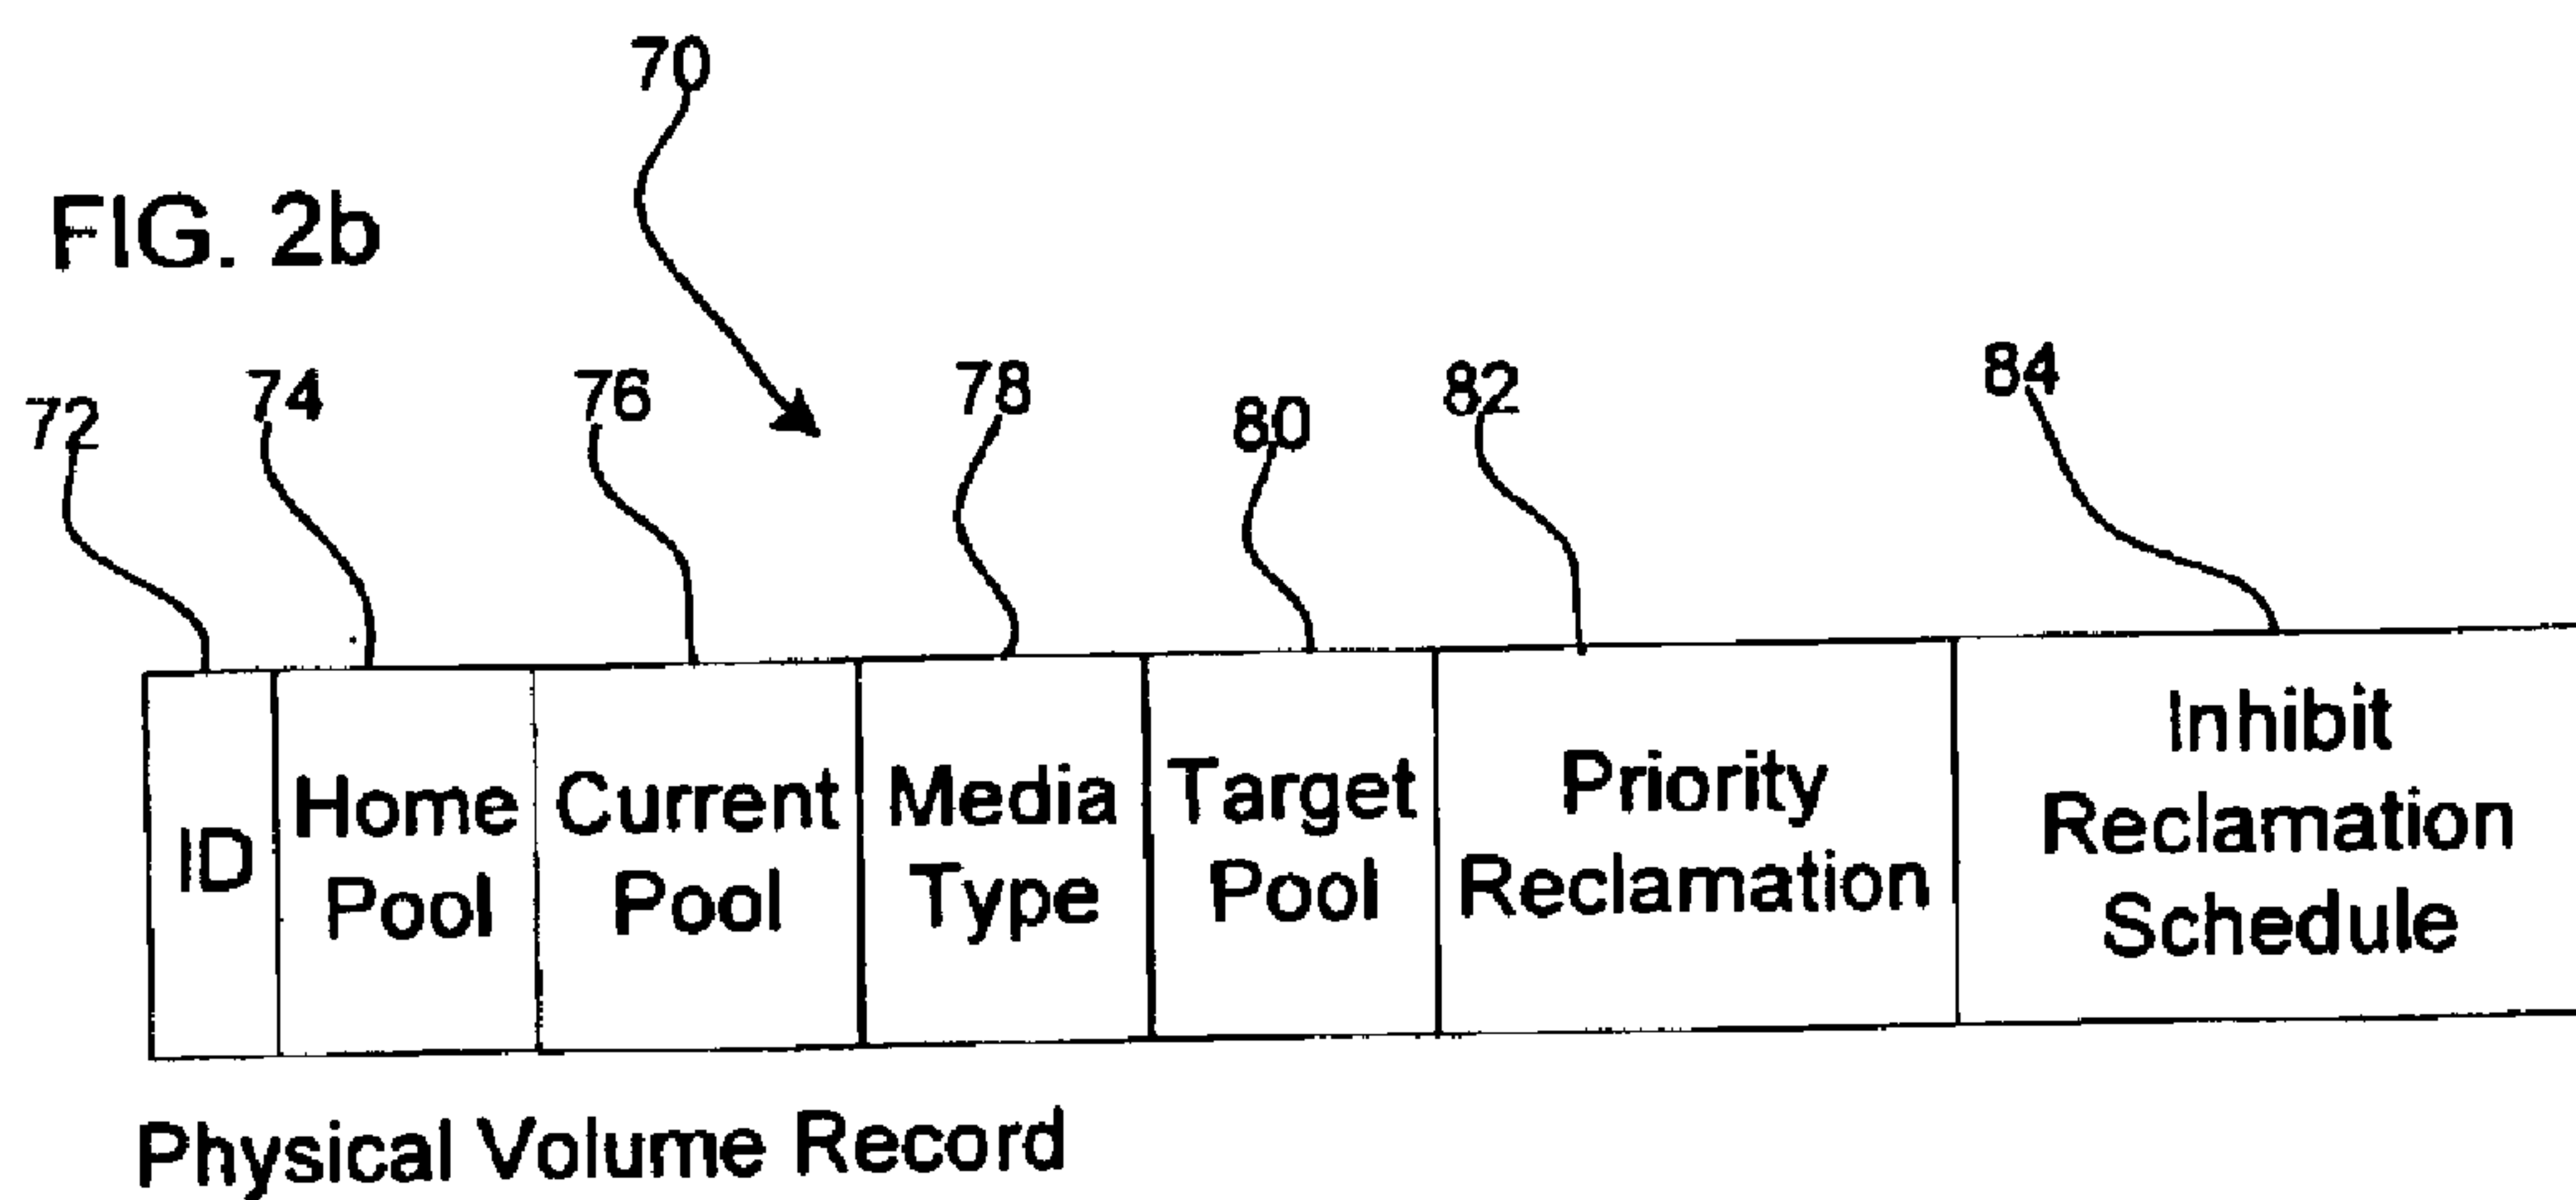 70
FIG. 2b
72 74 76 78 80 82 84
ID
Home
Pool
Current
Pool
Media
Type
Target
Pool
Priority
Reclamation
Inhibit
Reclamation
Schedule
Physical Volume Record